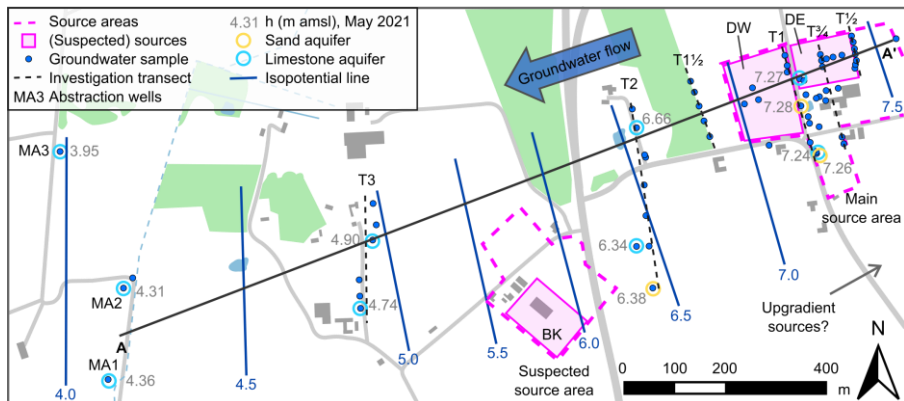 Source areas
(Suspected) sources
Groundwater sample
Investigation transect
MA3 Abstraction wells
4.31 h (m amsl), May 2021
Sand aquifer
Limestone aquifer
Isopotential line
Groundwater flow
DW
DE
T½
T¾
T1
T1½
T2
T3
A'
7.27
7.28
7.5
7.24
7.26
6.66
MA3
3.95
Main
source area
4.90
6.34
7.0
MA2
4.31
4.74
6.38
6.5
Upgradient
sources?
A
BK
N
5.0
5.5
6.0
MA1
4.36
4.0
4.5
Suspected
source area
0 100 200 400
m